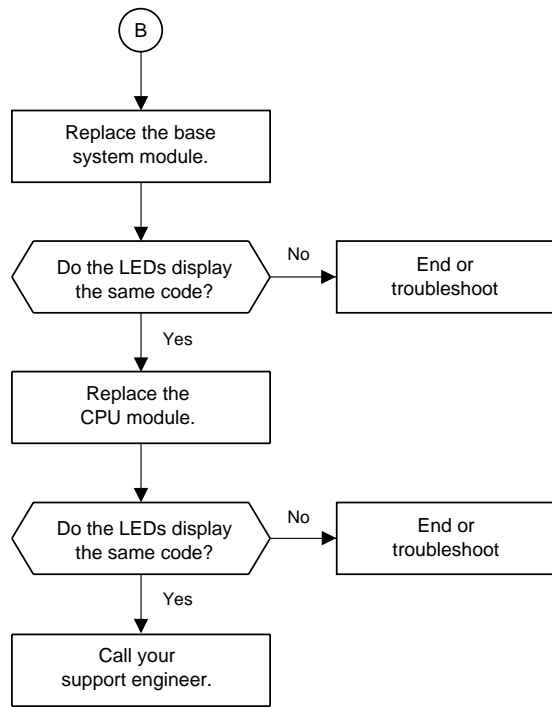 B
Replace the base
system module.
Do the LEDs display
the same code?
No
End or
troubleshoot
Yes
Replace the
CPU module.
Do the LEDs display
the same code?
No
End or
troubleshoot
Yes
Call your
support engineer.